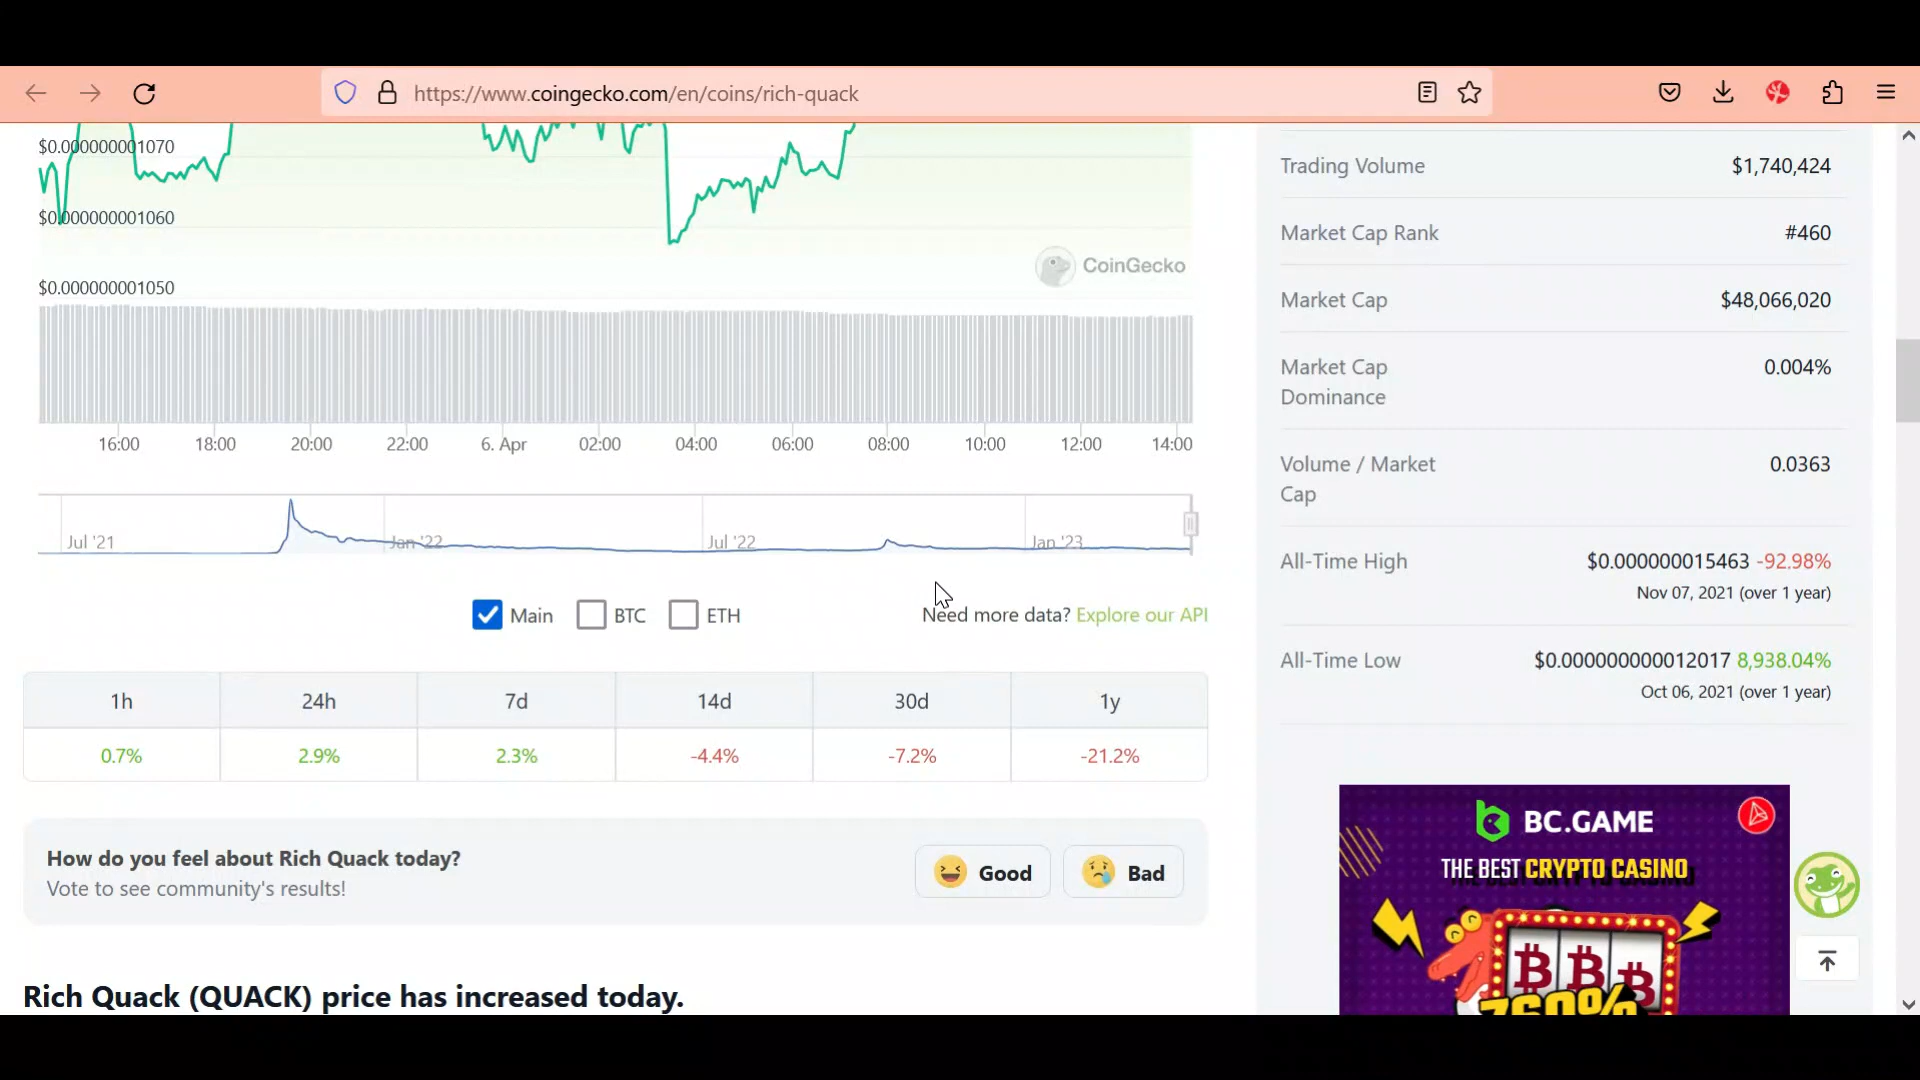 https://www.coingecko.com/en/coins/rich-quack
$0.000000001070
$0.000000001060
CoinGecko
$0.000000001050
16:00 18:00 20:00 22:00 6. Apr 02:00 04:00 06:00 08:00 10:00 12:00 14:00
Jul '21 Jan '22 Jul '22 Jan '23
Main BTC ETH Need more data? Explore our API
1h 24h 7d 14d 30d 1y
0.7% 2.9% 2.3% -4.4% -7.2% -21.2%
How do you feel about Rich Quack today?
Vote to see community's results!
Good Bad
Rich Quack (QUACK) price has increased today.
Trading Volume $1,740,424
Market Cap Rank #460
Market Cap $48,066,020
Market Cap 0.004%
Dominance
Volume / Market 0.0363
Cap
All-Time High $0.000000015463 -92.98%
Nov 07, 2021 (over 1 year)
All-Time Low $0.000000000012017 8,938.04%
Oct 06, 2021 (over 1 year)
BC.GAME
THE BEST CRYPTO CASINO
760%